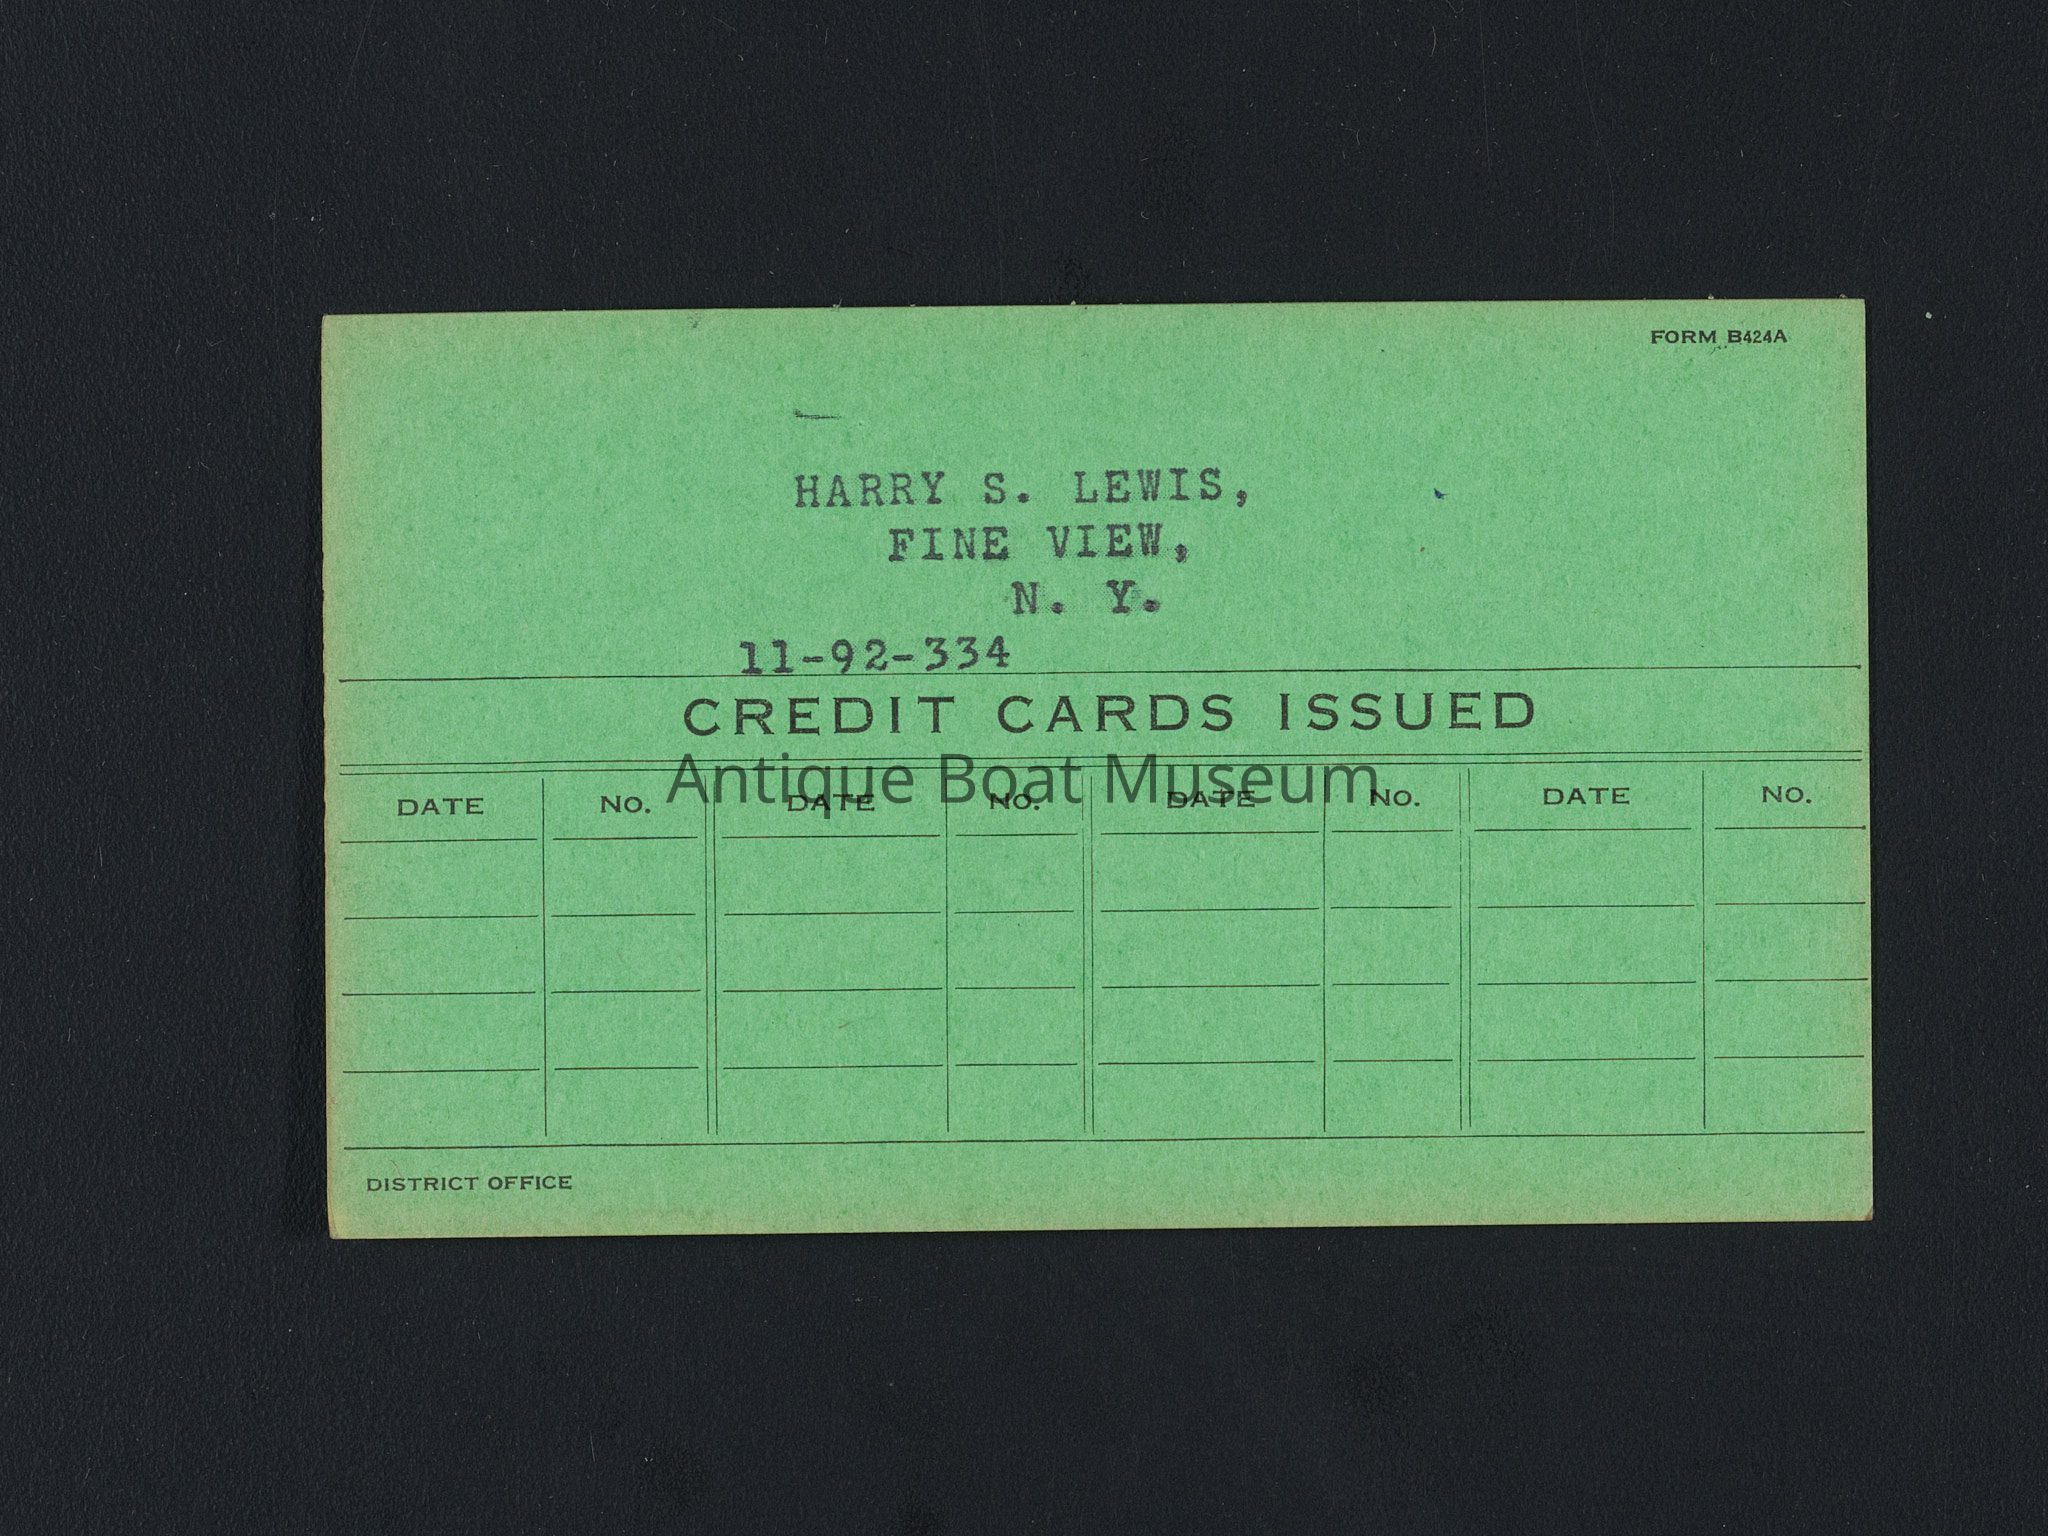 FORM B424A
HARRY S. LEWIS,
FINE VIEW,
N. Y.
11-92-334
CREDIT CARDS ISSUED
Antique Boat Museum
DATE NO. DATE NO. DATE NO. DATE NO.
DISTRICT OFFICE